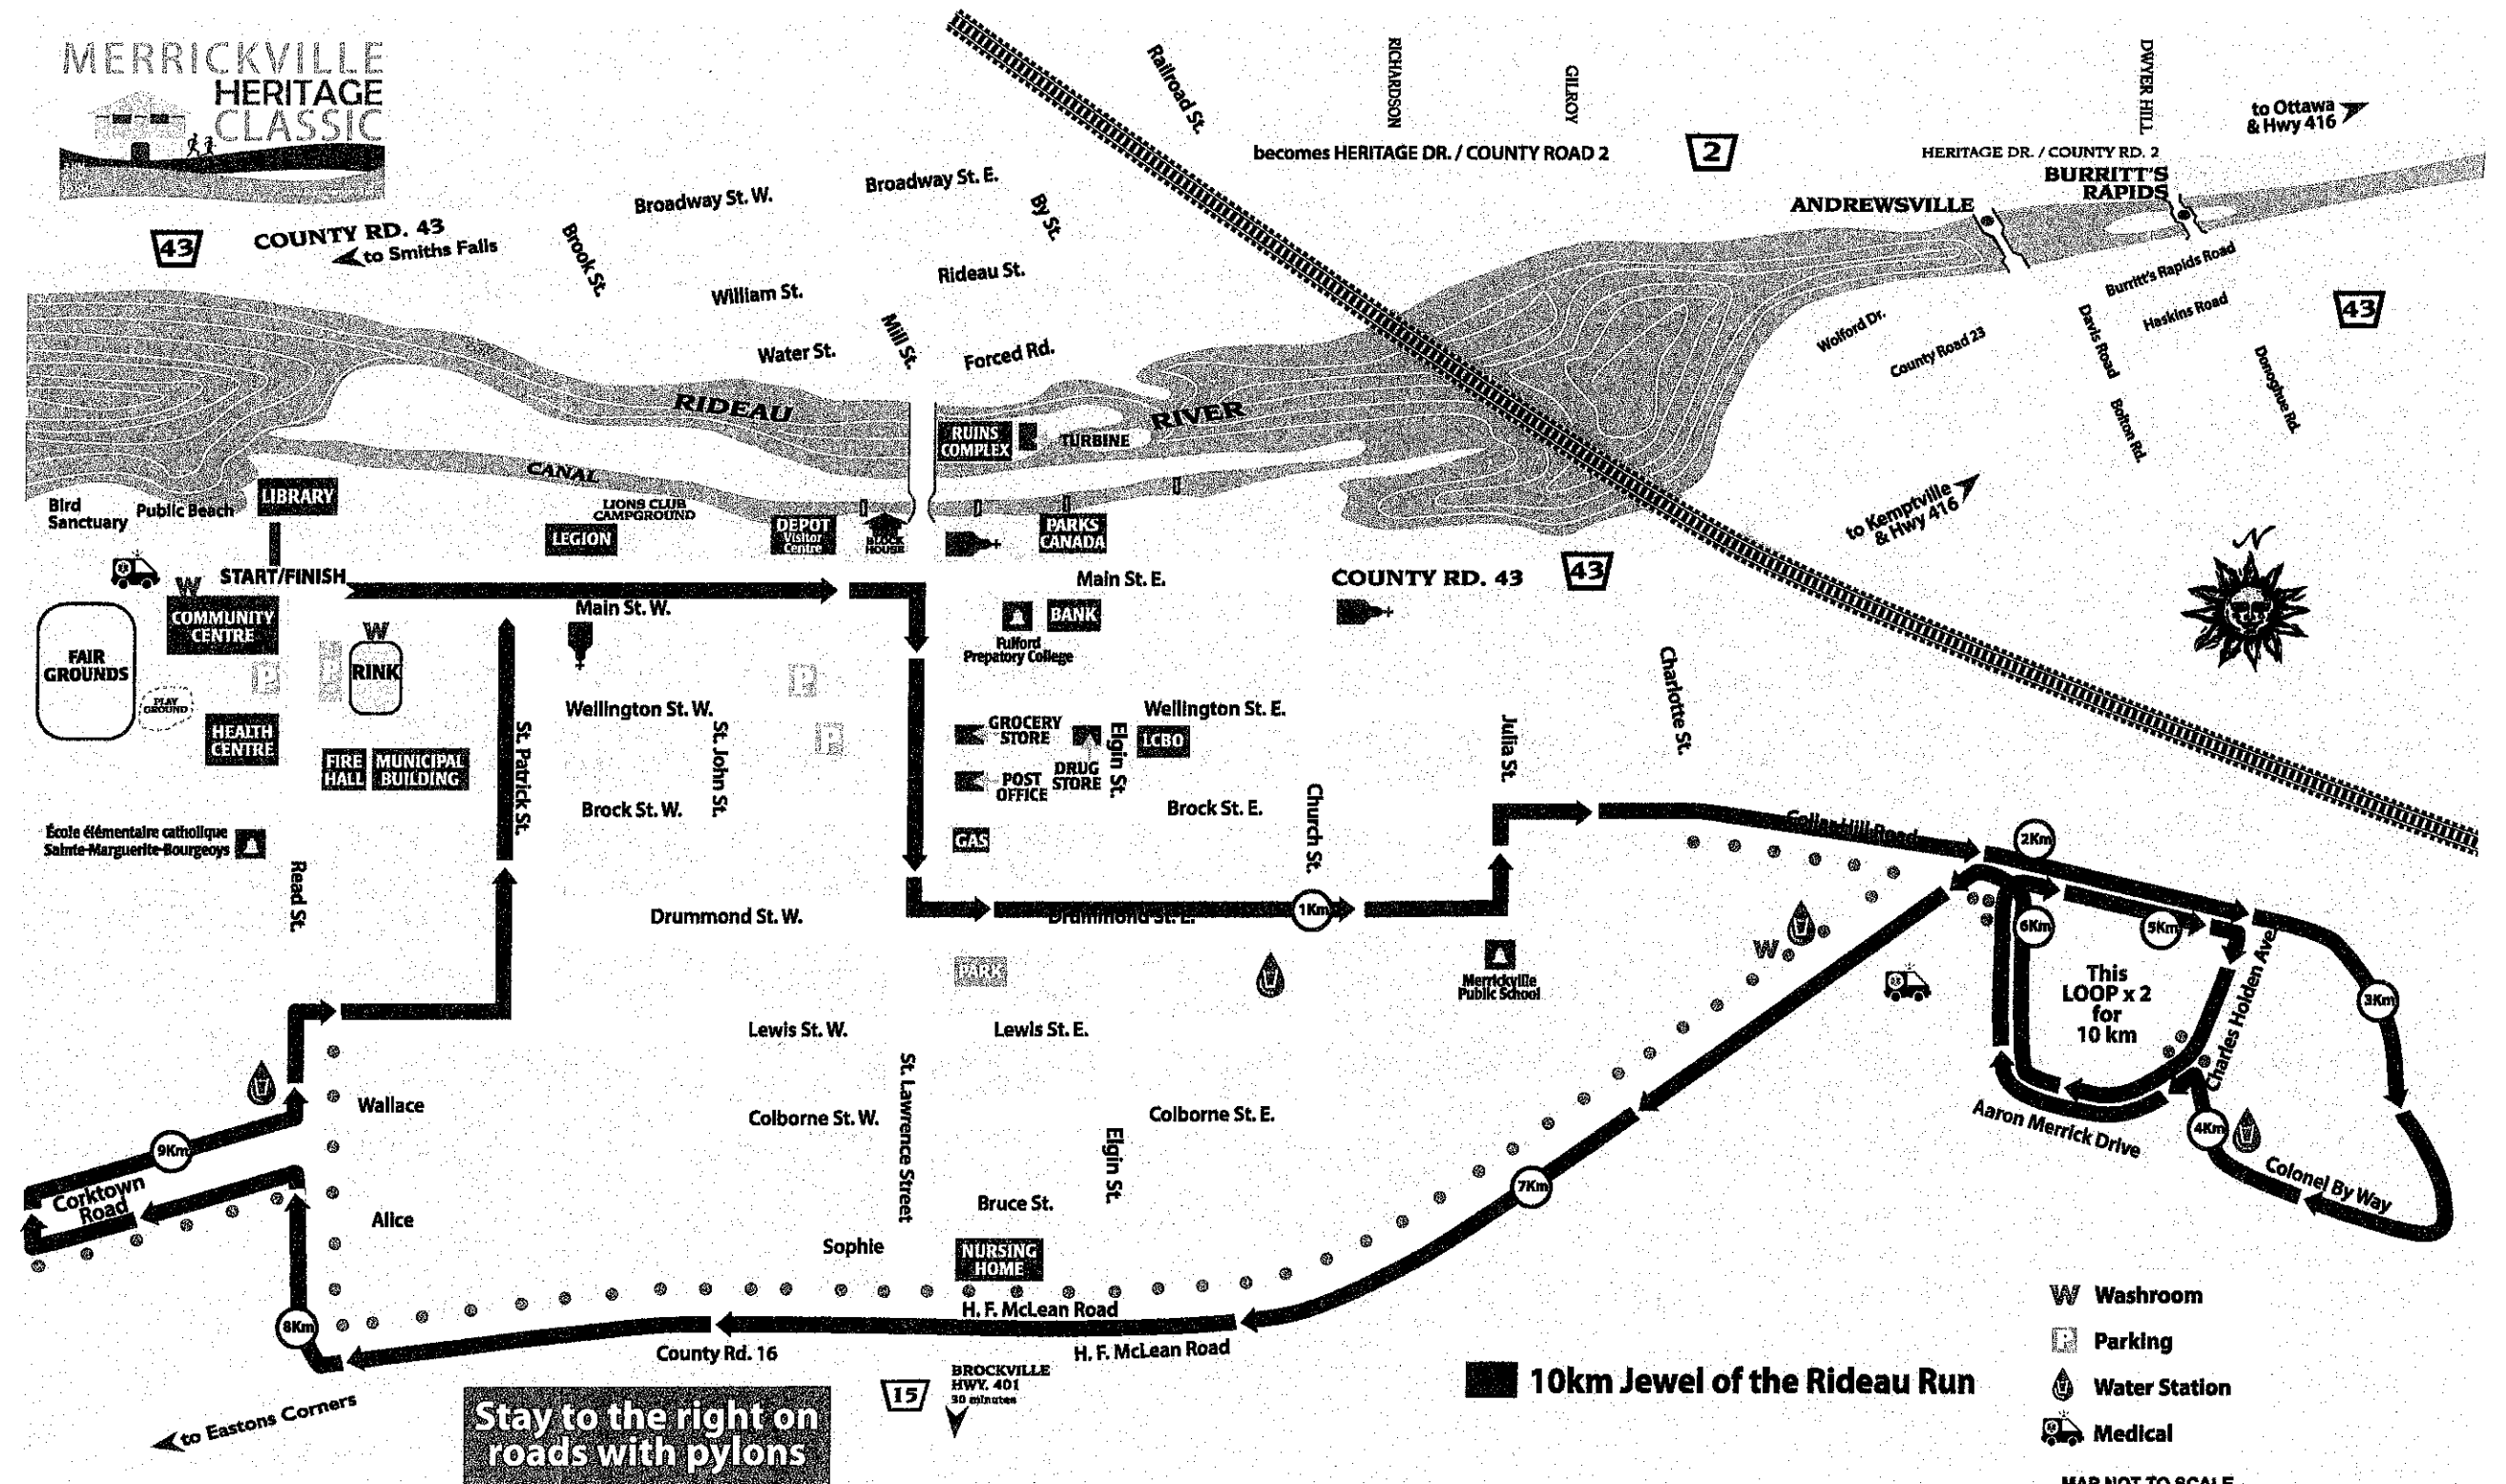 MERRICKVILLE
HERITAGE
CLASSIC
Railroad St.
RICHARDSON
GILROY
DWYER HILL
to Ottawa
& Hwy 416
becomes HERITAGE DR. / COUNTY ROAD 2
2
HERITAGE DR. / COUNTY RD. 2
BURRITT'S
RAPIDS
ANDREWSVILLE
Broadway St. W.
Broadway St. E.
By St.
43
COUNTY RD. 43
to Smiths Falls
Brook St.
William St.
Rideau St.
Water St.
Mill St.
Forced Rd.
Burritt's Rapids Road
Haskins Road
43
Wolford Dr.
County Road 23
Davis Road
Bolton Rd.
Donoghue Rd.
RIDEAU
RIVER
RUINS
COMPLEX
TURBINE
CANAL
to Kemptville
& Hwy 416
Bird
Sanctuary
Public Beach
LIBRARY
LIONS CLUB
CAMPGROUND
LEGION
DEPOT
Visitor
Centre
BLOCK
HOUSE
PARKS
CANADA
N
W
START/FINISH
Main St. W.
Main St. E.
COUNTY RD. 43
43
COMMUNITY
CENTRE
W
RINK
P
P
FAIR
GROUNDS
PLAY
GROUND
HEALTH
CENTRE
FIRE
HALL
MUNICIPAL
BUILDING
St. Patrick St.
Wellington St. W.
St. John St.
P
P
BANK
Fulford
Prepatory College
Wellington St. E.
GROCERY
STORE
LCBO
Elgin St.
DRUG
STORE
POST
OFFICE
GAS
Charlotte St.
Julia St.
Brock St. W.
Brock St. E.
Church St.
École élémentaire catholique
Sainte-Marguerite-Bourgeoys
Read St.
Collar Hill Road
2Km
Drummond St. W.
Drummond St. E.
1Km
6Km
5Km
W
PARK
Merrickville
Public School
This
LOOP x 2
for
10 km
Charles Holden Ave.
3Km
Lewis St. W.
Lewis St. E.
St. Lawrence Street
Wallace
Colborne St. W.
Colborne St. E.
Aaron Merrick Drive
4Km
Colonel By Way
9Km
Corktown
Road
Alice
Elgin St.
7Km
Bruce St.
Sophie
NURSING
HOME
8Km
H. F. McLean Road
County Rd. 16
H. F. McLean Road
15
BROCKVILLE
HWY. 401
30 minutes
to Eastons Corners
Stay to the right on
roads with pylons
10km Jewel of the Rideau Run
W Washroom
P Parking
Water Station
Medical
MAP NOT TO SCALE